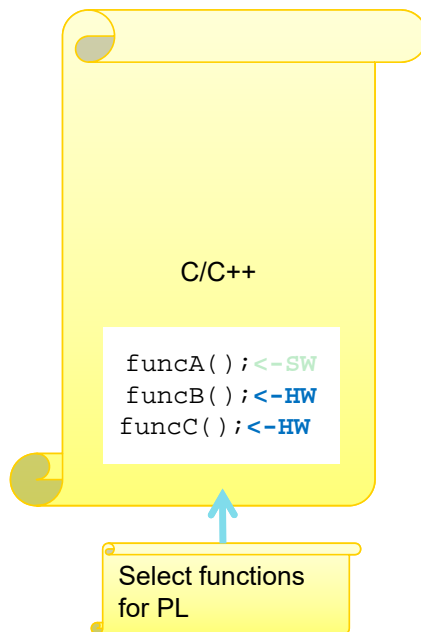 C/C++
funcA();<-SW
funcB();<-HW
funcC();<-HW
Select functions
for PL